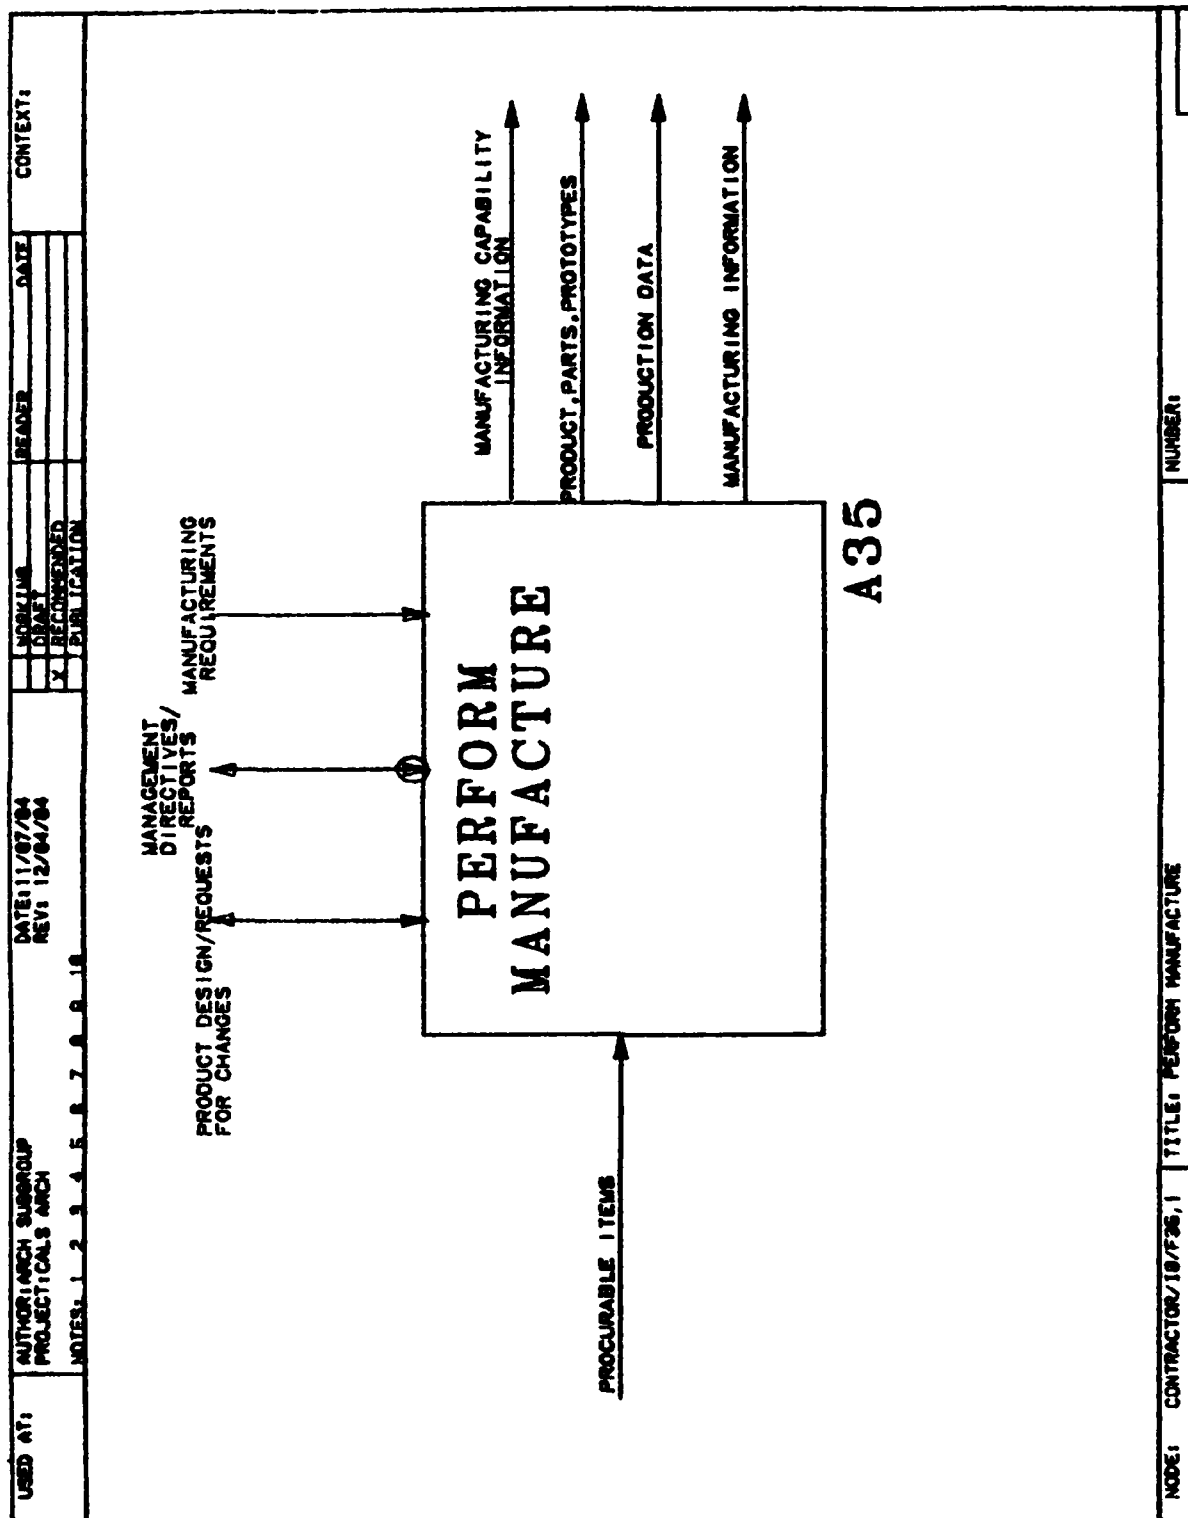 USED AT:
AUTHOR:ARCH SUBGROUP
PROJECT:CALS ARCH
NOTES: 1 2 3 4 5 6 7 8 9 10
DATE:11/07/84
REV: 12/04/84
WORKING
DRAFT
X RECOMMENDED
PUBLICATION
READER DATE
CONTEXT:
MANAGEMENT
DIRECTIVES/
REPORTS
PRODUCT DESIGN/REQUESTS
FOR CHANGES
MANUFACTURING
REQUIREMENTS
MANUFACTURING CAPABILITY
INFORMATION
PERFORM
MANUFACTURE
PRODUCT,PARTS,PROTOTYPES
PROCURABLE ITEMS
PRODUCTION DATA
MANUFACTURING INFORMATION
A35
NODE: CONTRACTOR/10/F36,1
TITLE: PERFORM MANUFACTURE
NUMBER: